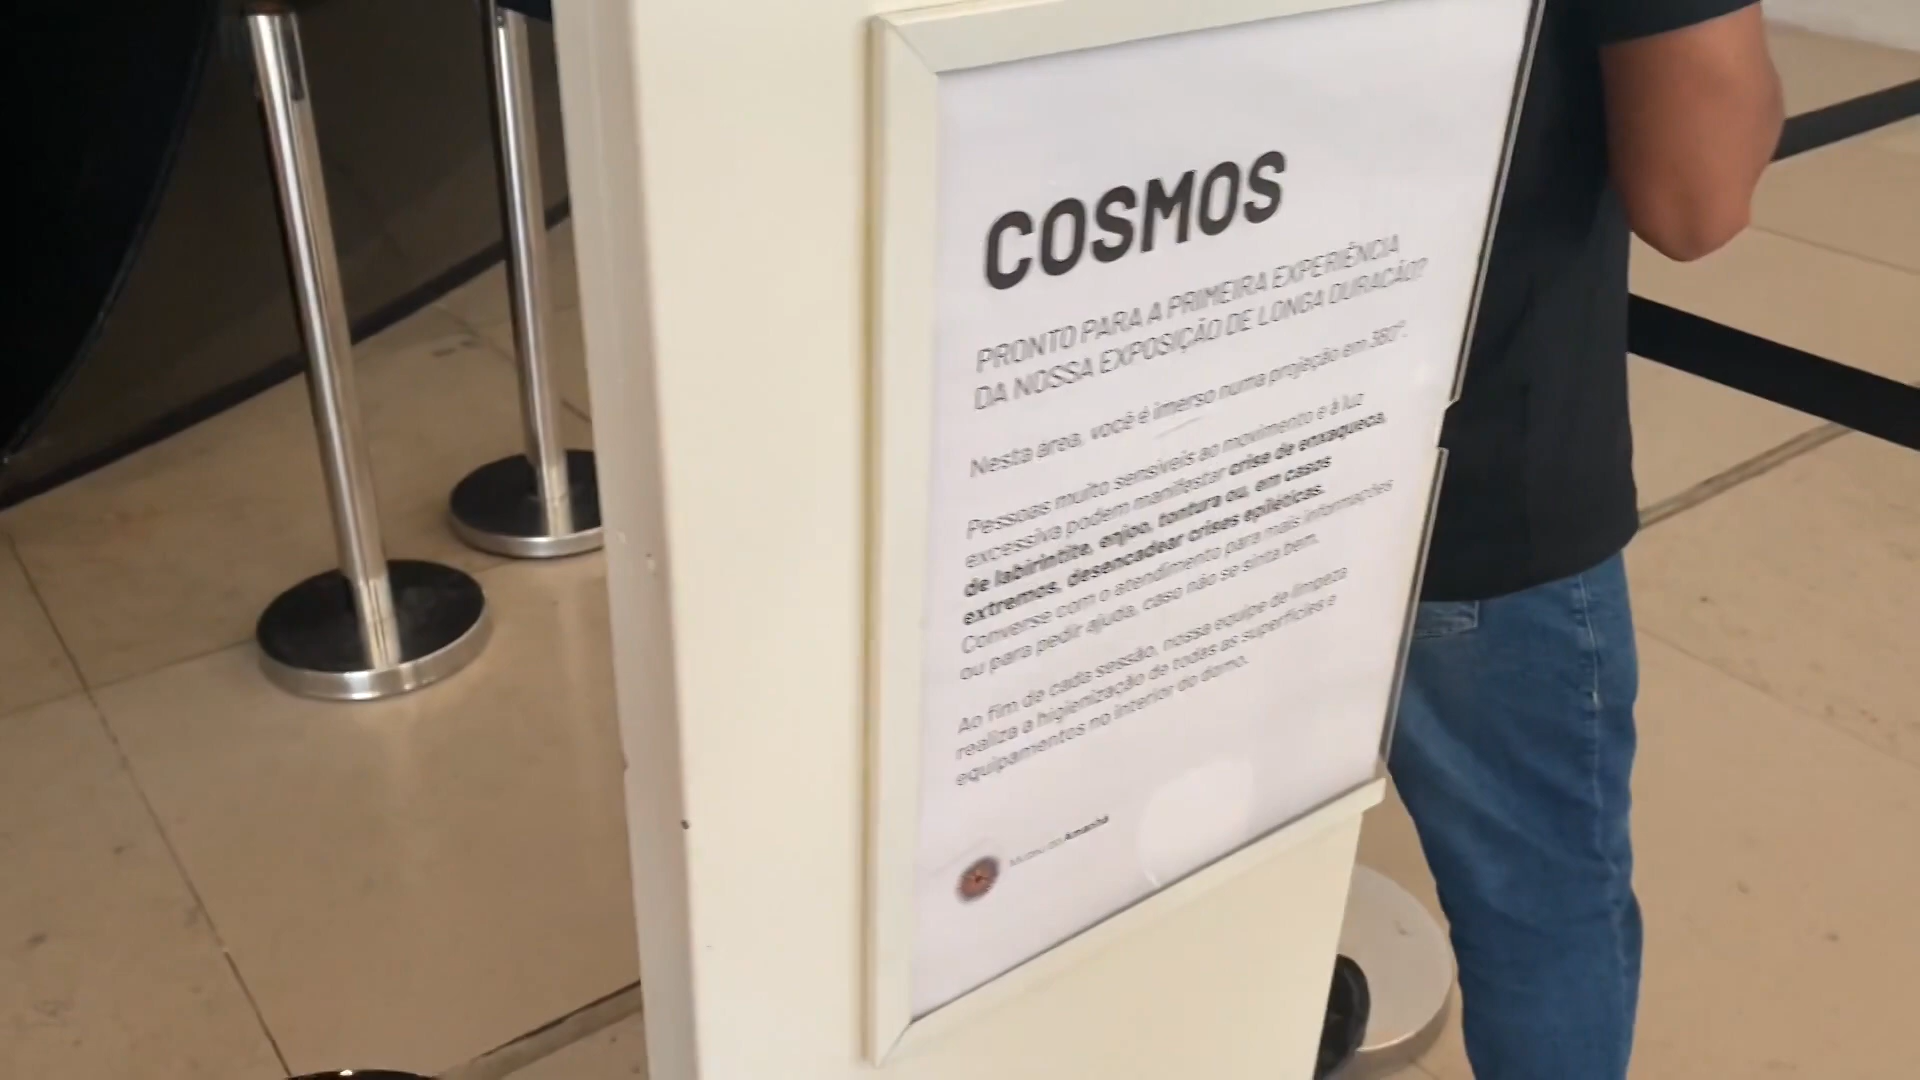 COSMOS
PRONTO PARA A PRIMEIRA EXPERIÊNCIA
DA NOSSA EXPOSIÇÃO DE LONGA DURAÇÃO?
Nesta área, você é imerso numa projeção em 360°.
Pessoas muito sensíveis ao movimento e à luz
excessiva podem manifestar crise de enxaqueca,
de labirintite, enjoo, tontura ou, em casos
extremos, desencadear crises epiléticas.
Converse com o atendimento para mais informações
ou para pedir ajuda, caso não se sinta bem.
Ao fim de cada sessão, nossa equipe de limpeza
realiza a higienização de todas as superfícies e
equipamentos no interior do domo.
Museu do Amanhã